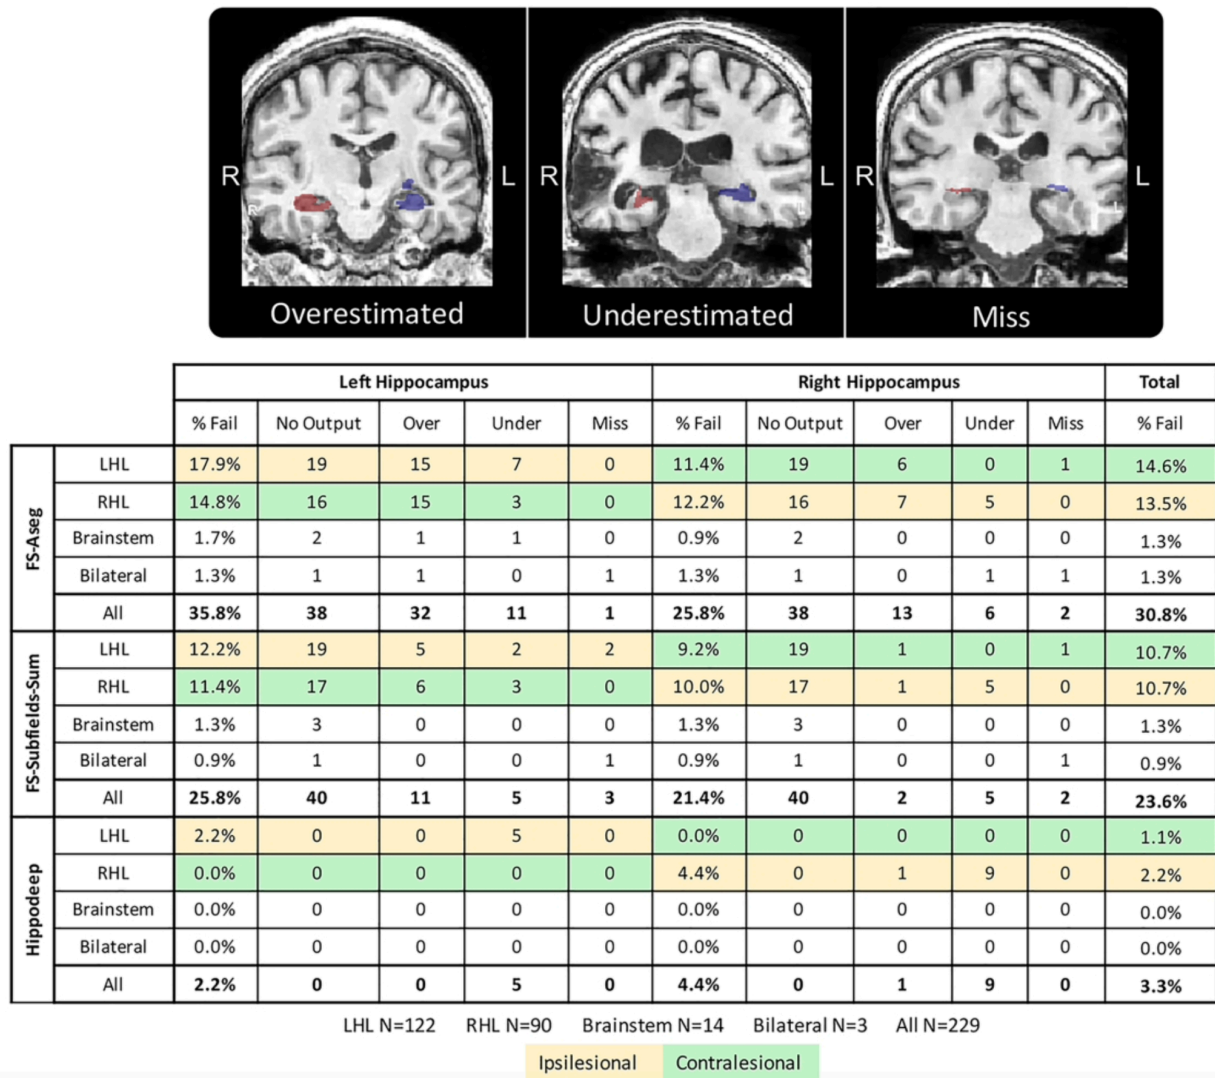 R L R L R L
R L L
Overestimated Underestimated Miss
Left Hippocampus Right Hippocampus Total
% Fail No Output Over Under Miss % Fail No Output Over Under Miss % Fail
FS-Aseg
LHL 17.9% 19 15 7 0 11.4% 19 6 0 1 14.6%
RHL 14.8% 16 15 3 0 12.2% 16 7 5 0 13.5%
Brainstem 1.7% 2 1 1 0 0.9% 2 0 0 0 1.3%
Bilateral 1.3% 1 1 0 1 1.3% 1 0 1 1 1.3%
All 35.8% 38 32 11 1 25.8% 38 13 6 2 30.8%
FS-Subfields-Sum
LHL 12.2% 19 5 2 2 9.2% 19 1 0 1 10.7%
RHL 11.4% 17 6 3 0 10.0% 17 1 5 0 10.7%
Brainstem 1.3% 3 0 0 0 1.3% 3 0 0 0 1.3%
Bilateral 0.9% 1 0 0 1 0.9% 1 0 0 1 0.9%
All 25.8% 40 11 5 3 21.4% 40 2 5 2 23.6%
Hippodeep
LHL 2.2% 0 0 5 0 0.0% 0 0 0 0 1.1%
RHL 0.0% 0 0 0 0 4.4% 0 1 9 0 2.2%
Brainstem 0.0% 0 0 0 0 0.0% 0 0 0 0 0.0%
Bilateral 0.0% 0 0 0 0 0.0% 0 0 0 0 0.0%
All 2.2% 0 0 5 0 4.4% 0 1 9 0 3.3%
LHL N=122 RHL N=90 Brainstem N=14 Bilateral N=3 All N=229
Ipsilesional Contralesional